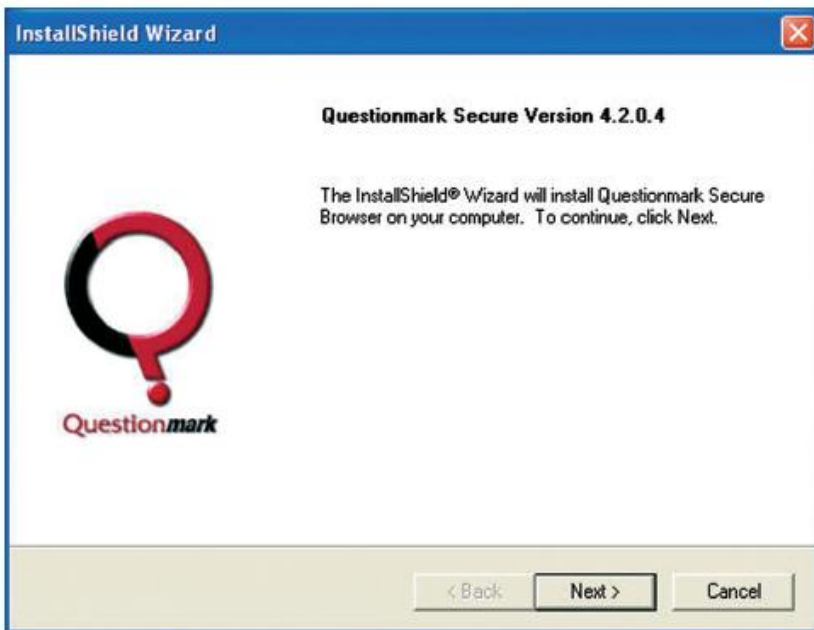 InstallShield Wizard
Questionmark Secure Version 4.2.0.4
The InstallShield® Wizard will install Questionmark Secure
Browser on your computer. To continue, click Next.
Questionmark
< Back
Next >
Cancel